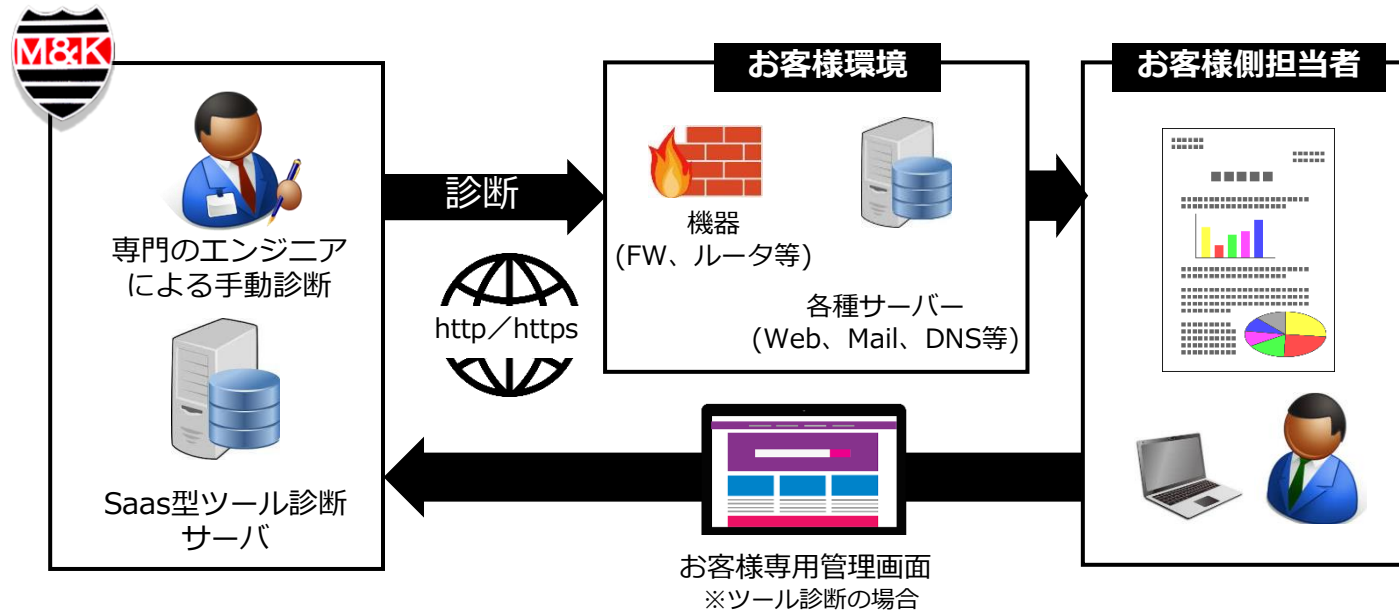 M&K
専門のエンジニア
による手動診断
Saas型ツール診断
サーバ
診断
http／https
お客様環境
機器
(FW、ルータ等)
各種サーバー
(Web、Mail、DNS等)
お客様側担当者
お客様専用管理画面
※ツール診断の場合